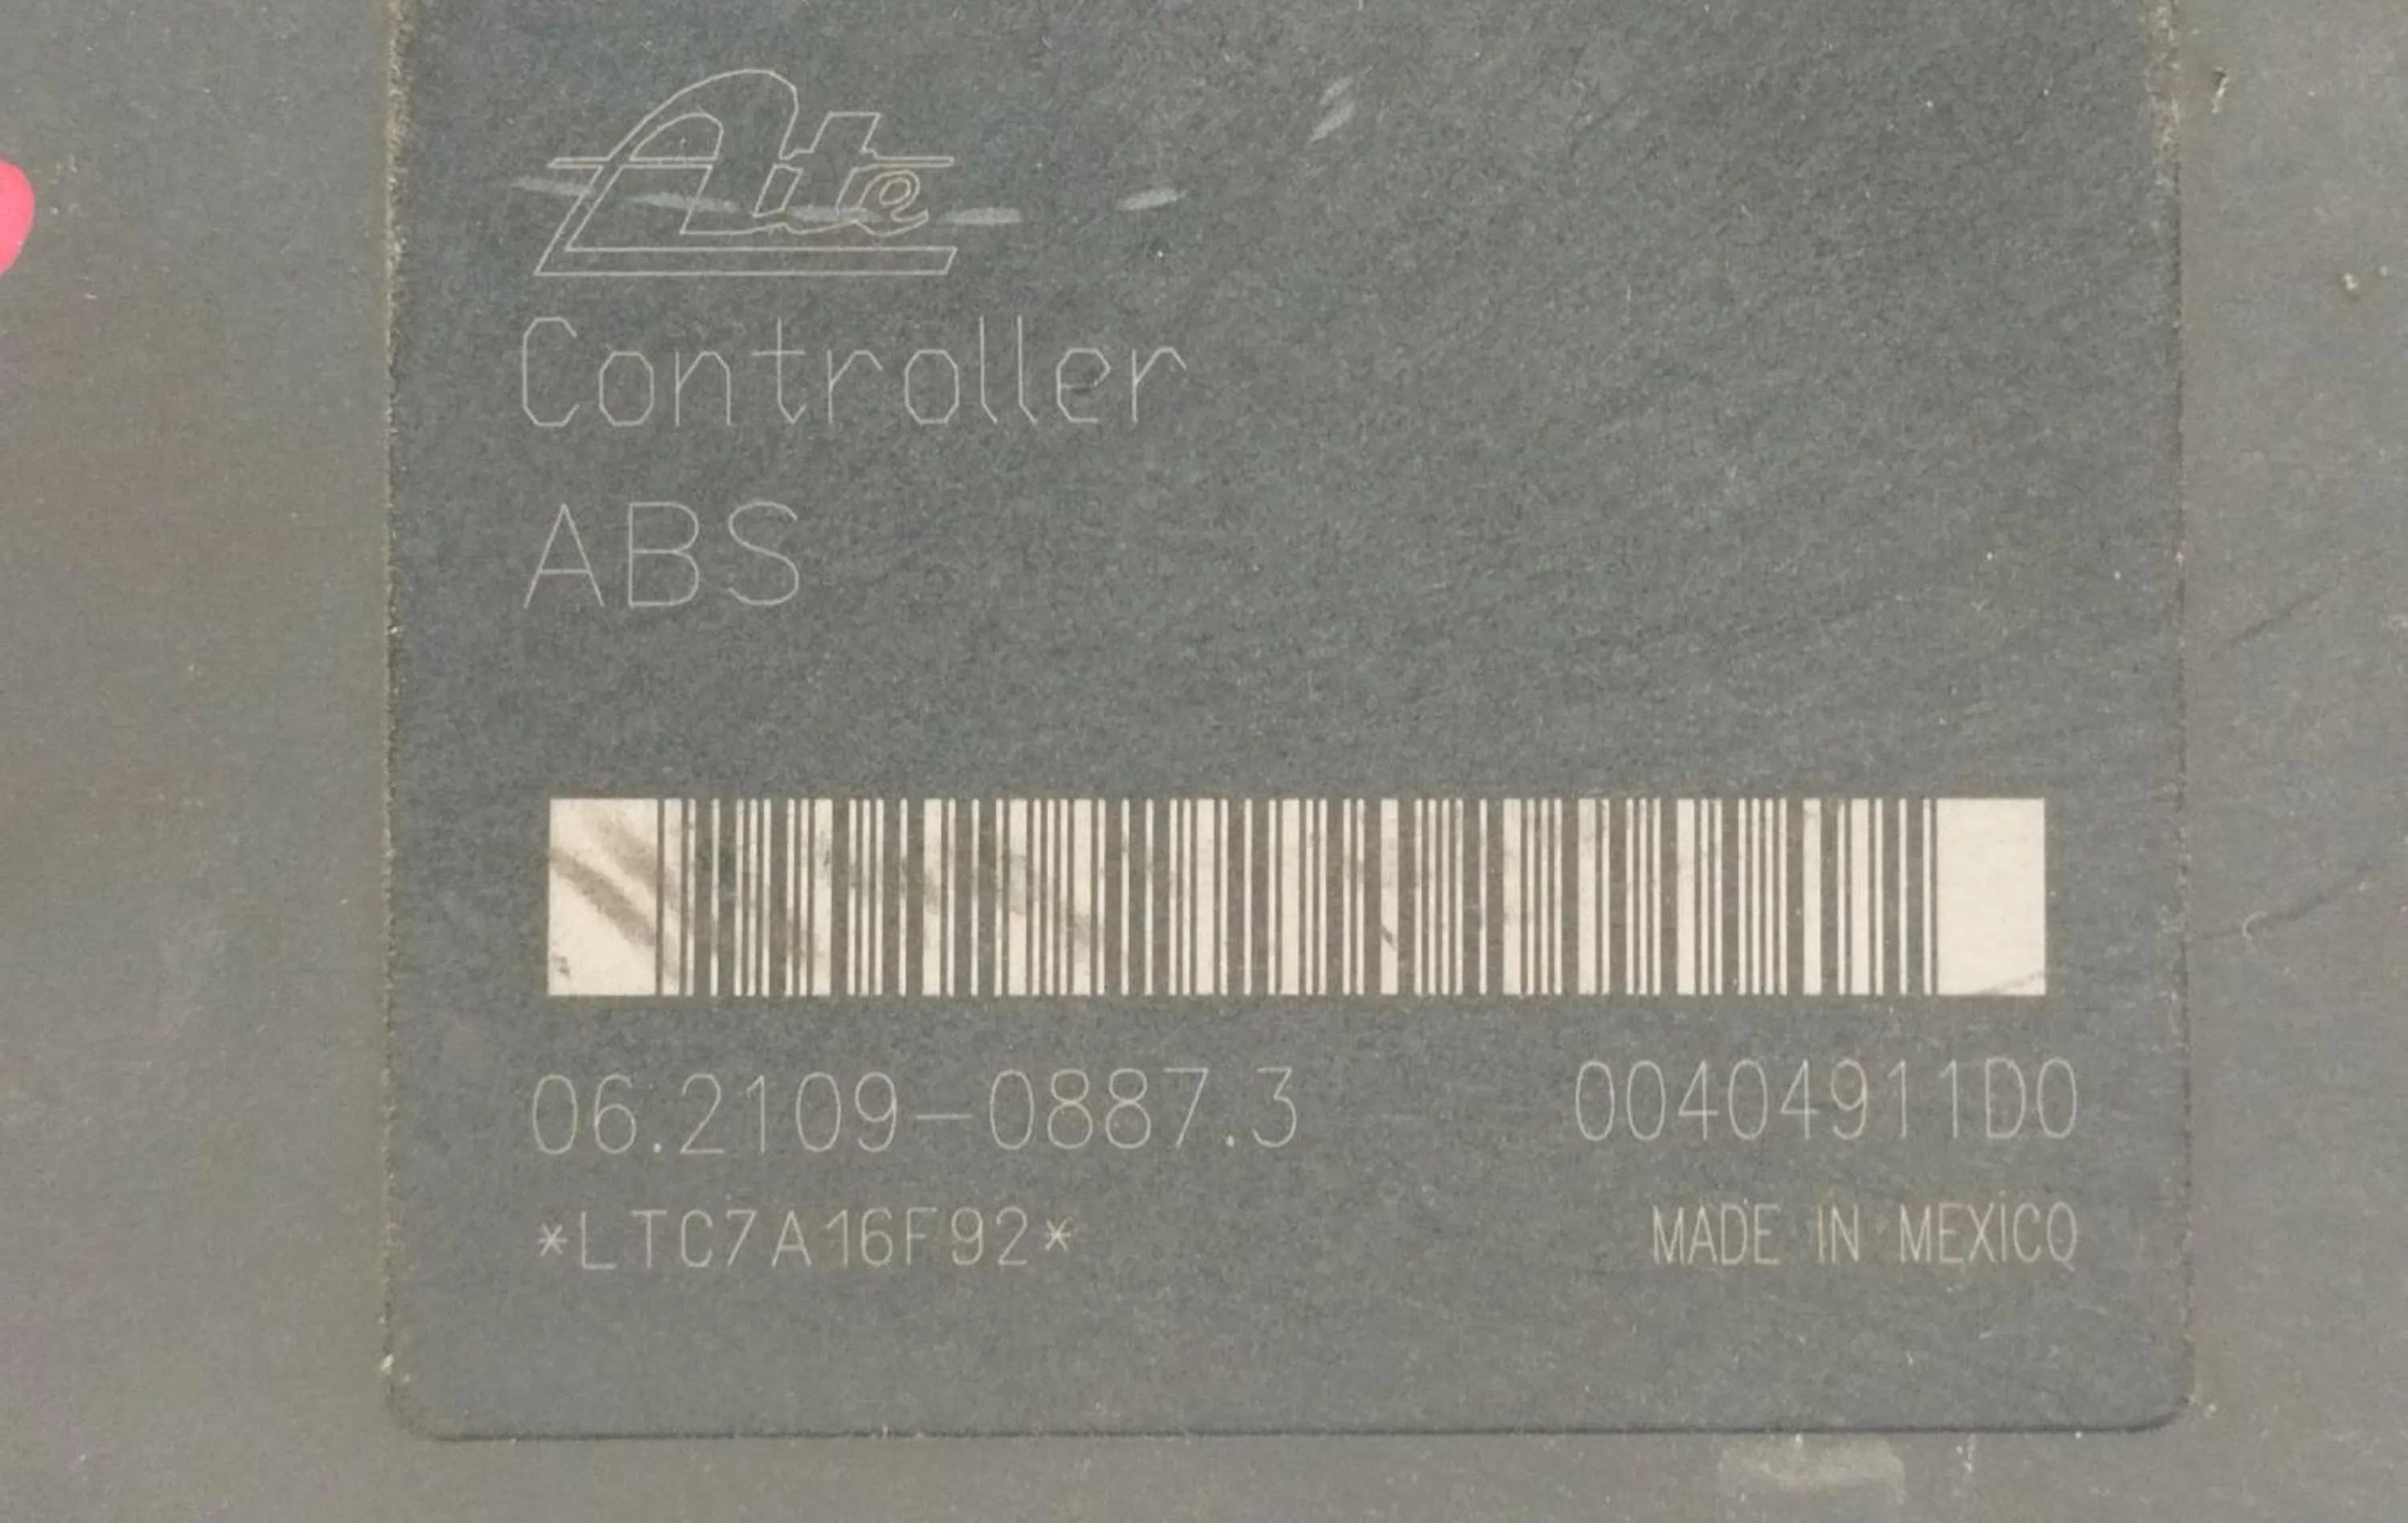 Ate
Controller
ABS
06.2109-0887.3 00404911D0
*LTC7A16F92* MADE IN MEXICO